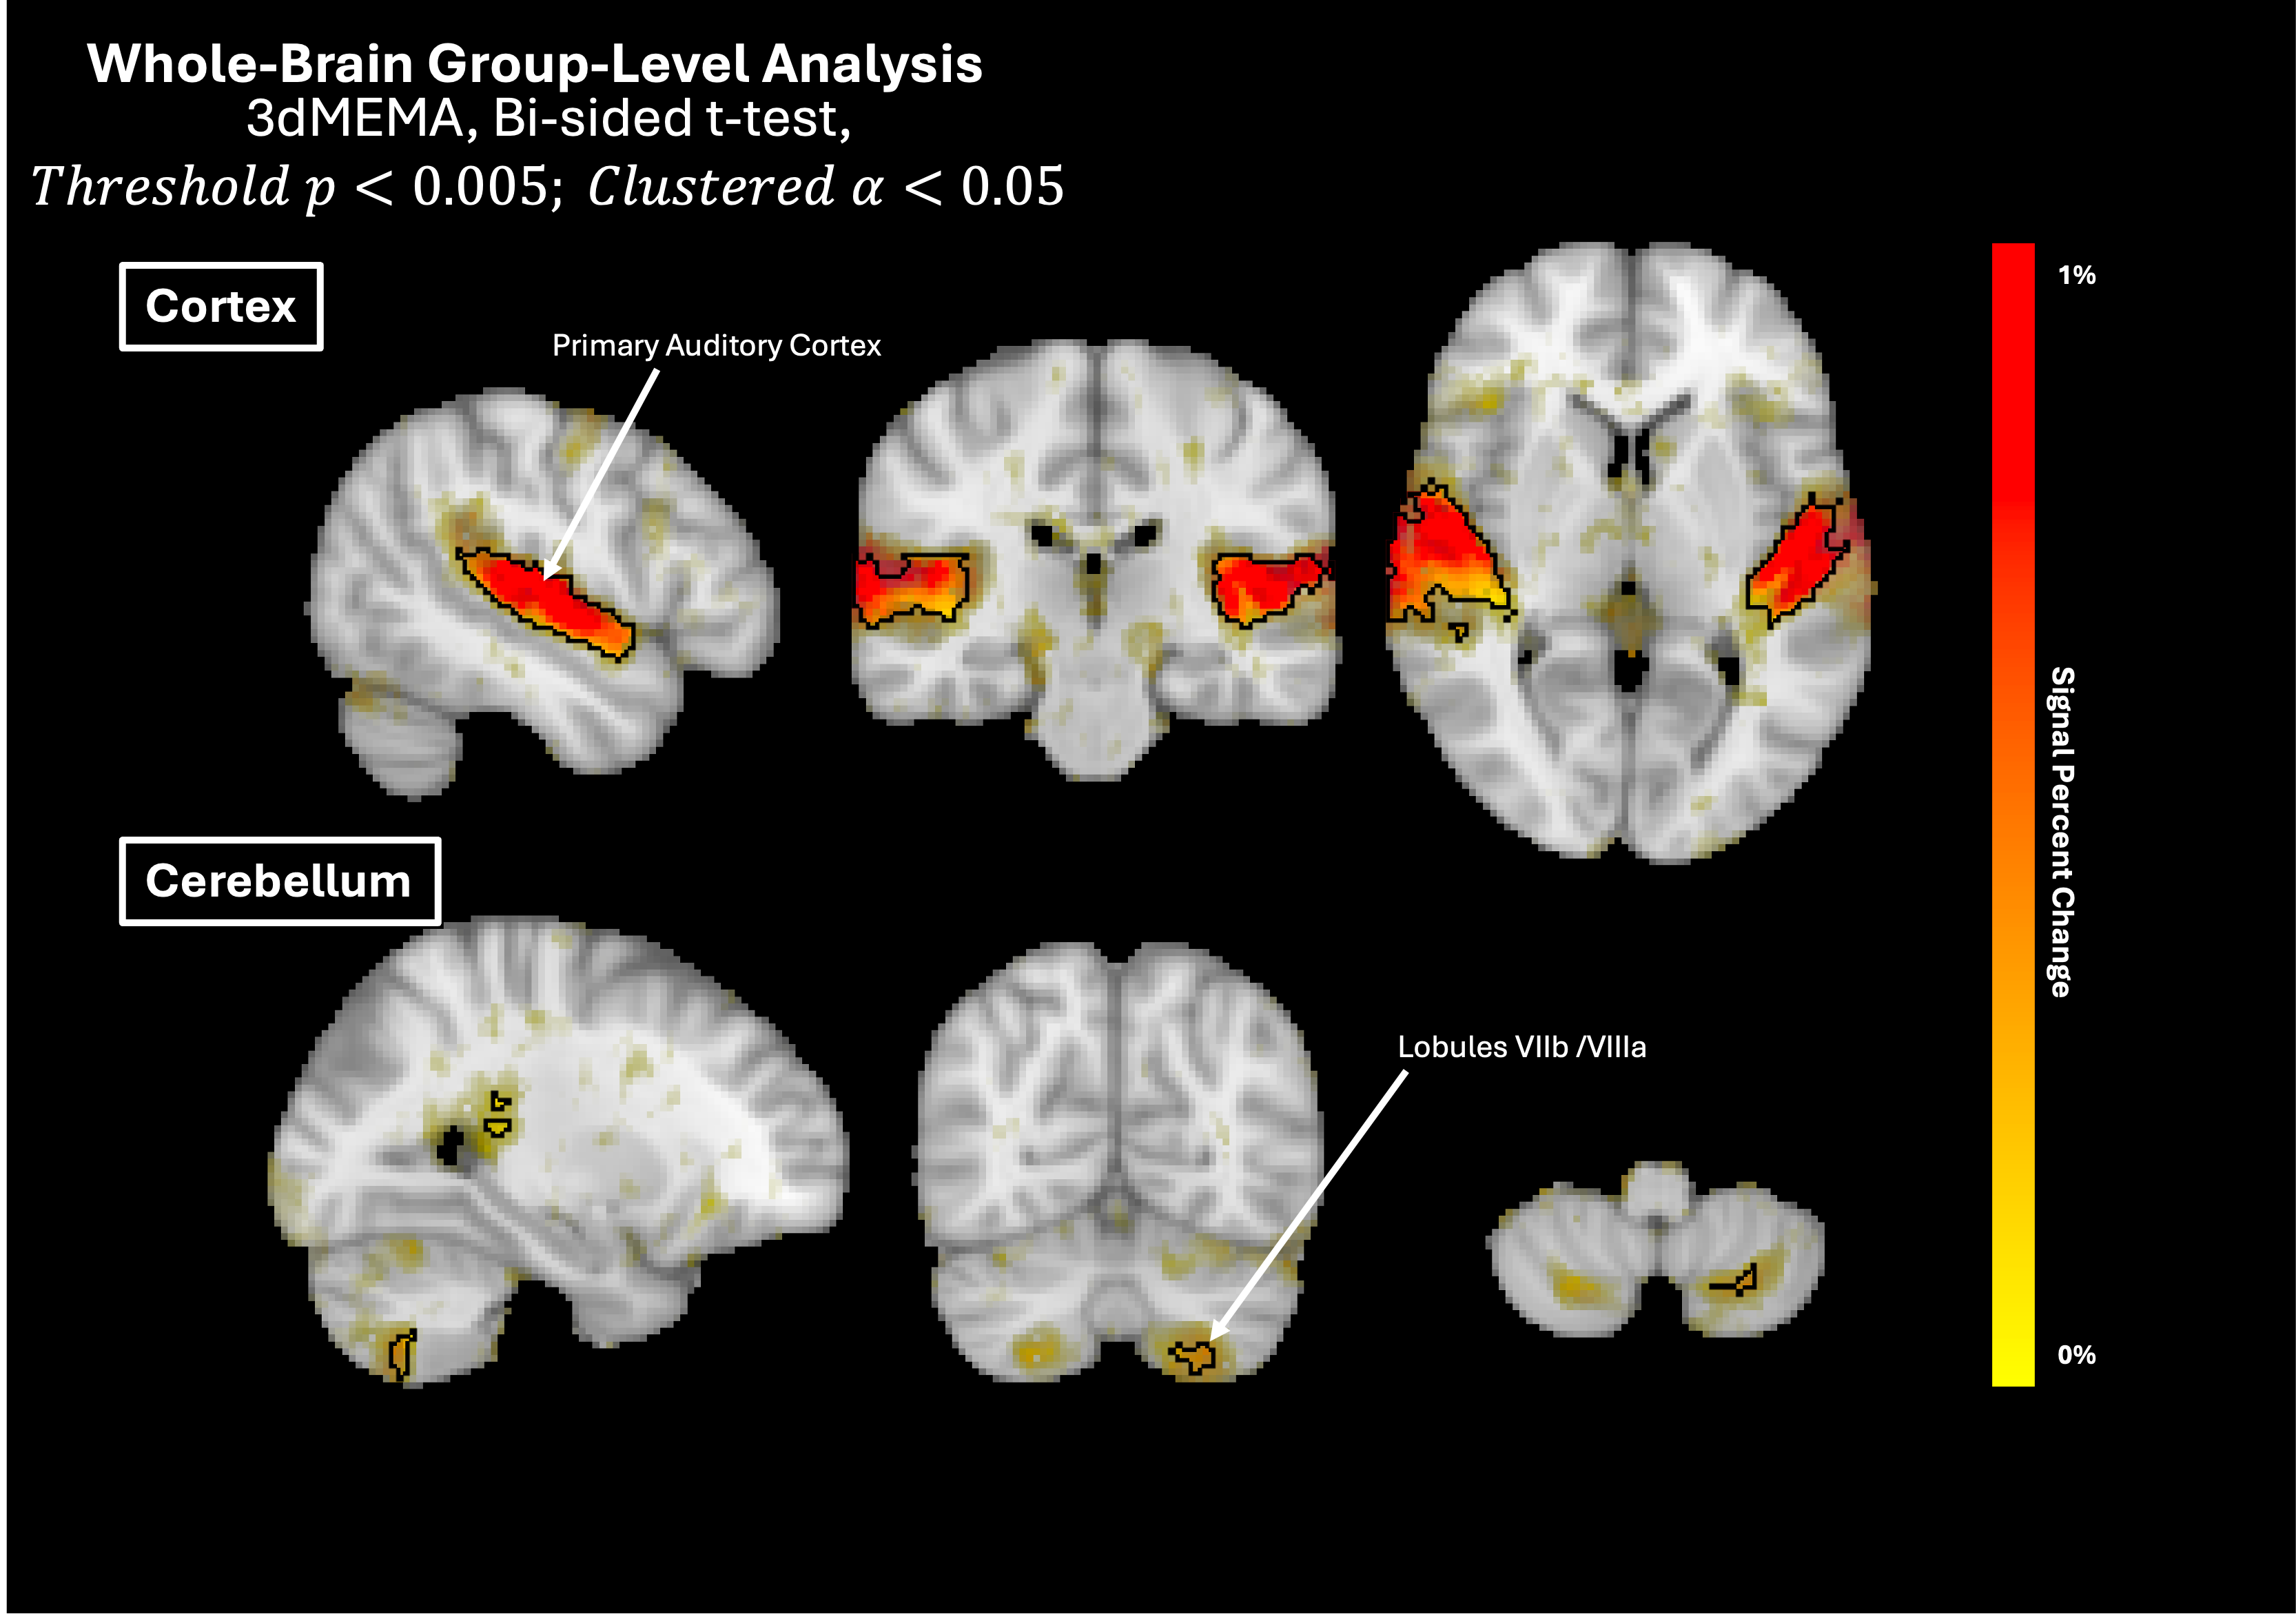 Whole-Brain Group-Level Analysis
3dMEMA, Bi-sided t-test,
Threshold p < 0.005; Clustered α < 0.05
Cortex
Primary Auditory Cortex
1%
Signal Percent Change
Cerebellum
Lobules VIIb /VIIIa
0%